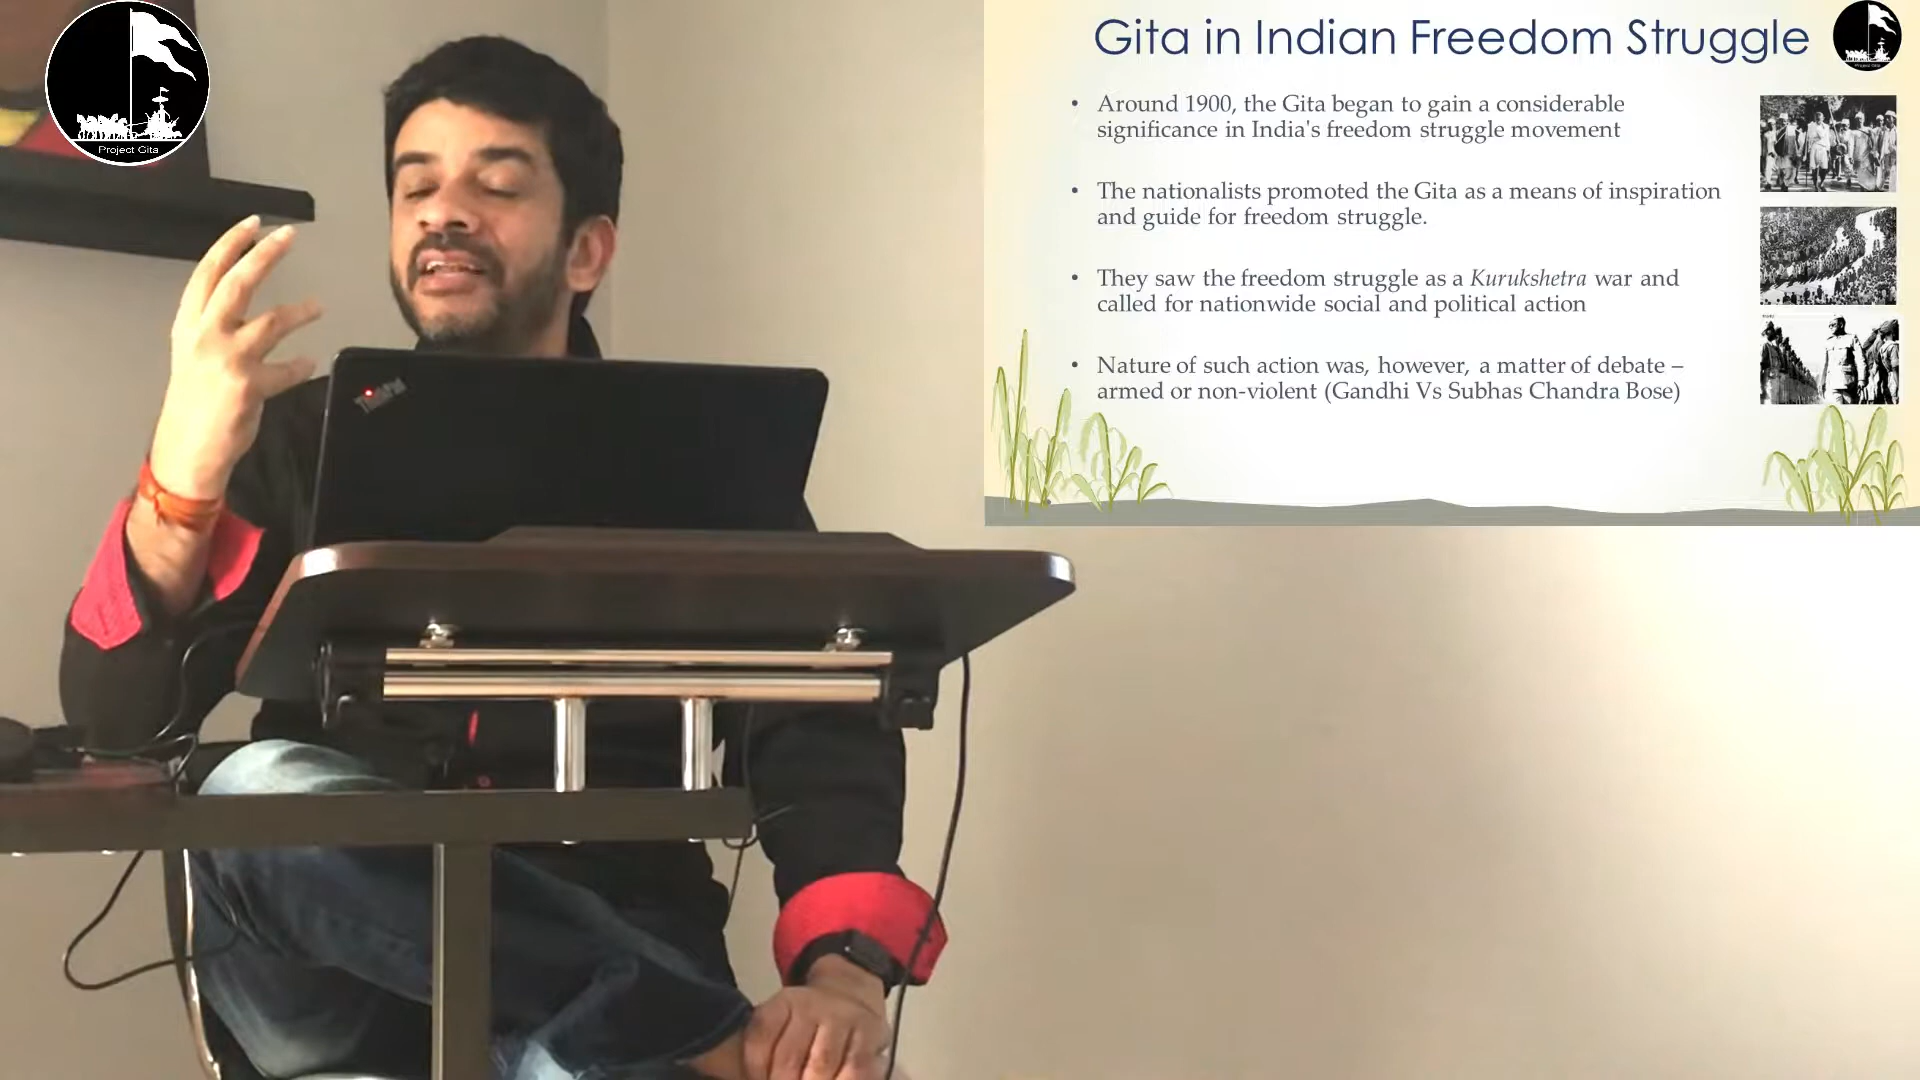 Project Gita
ThinkPad
Gita in Indian Freedom Struggle
• Around 1900, the Gita began to gain a considerable
significance in India's freedom struggle movement
• The nationalists promoted the Gita as a means of inspiration
and guide for freedom struggle.
• They saw the freedom struggle as a Kurukshetra war and
called for nationwide social and political action
• Nature of such action was, however, a matter of debate –
armed or non-violent (Gandhi Vs Subhas Chandra Bose)
Project Gita